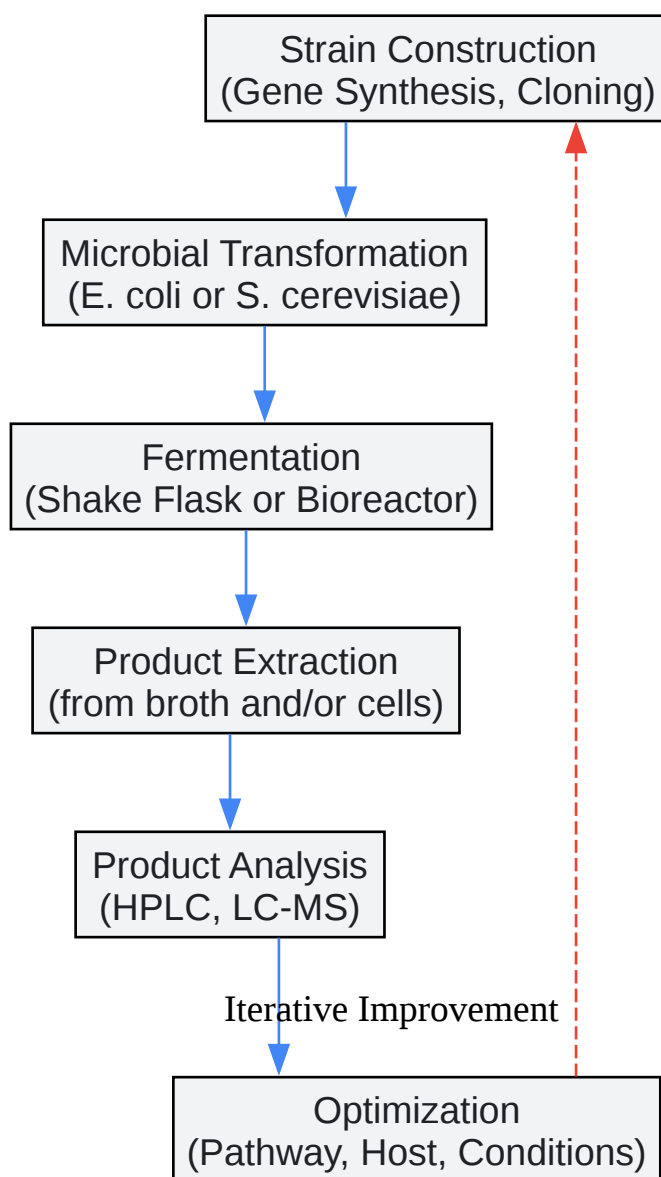 Strain Construction
(Gene Synthesis, Cloning)
Microbial Transformation
(E. coli or S. cerevisiae)
Fermentation
(Shake Flask or Bioreactor)
Product Extraction
(from broth and/or cells)
Product Analysis
(HPLC, LC-MS)
Iterative Improvement
Optimization
(Pathway, Host, Conditions)